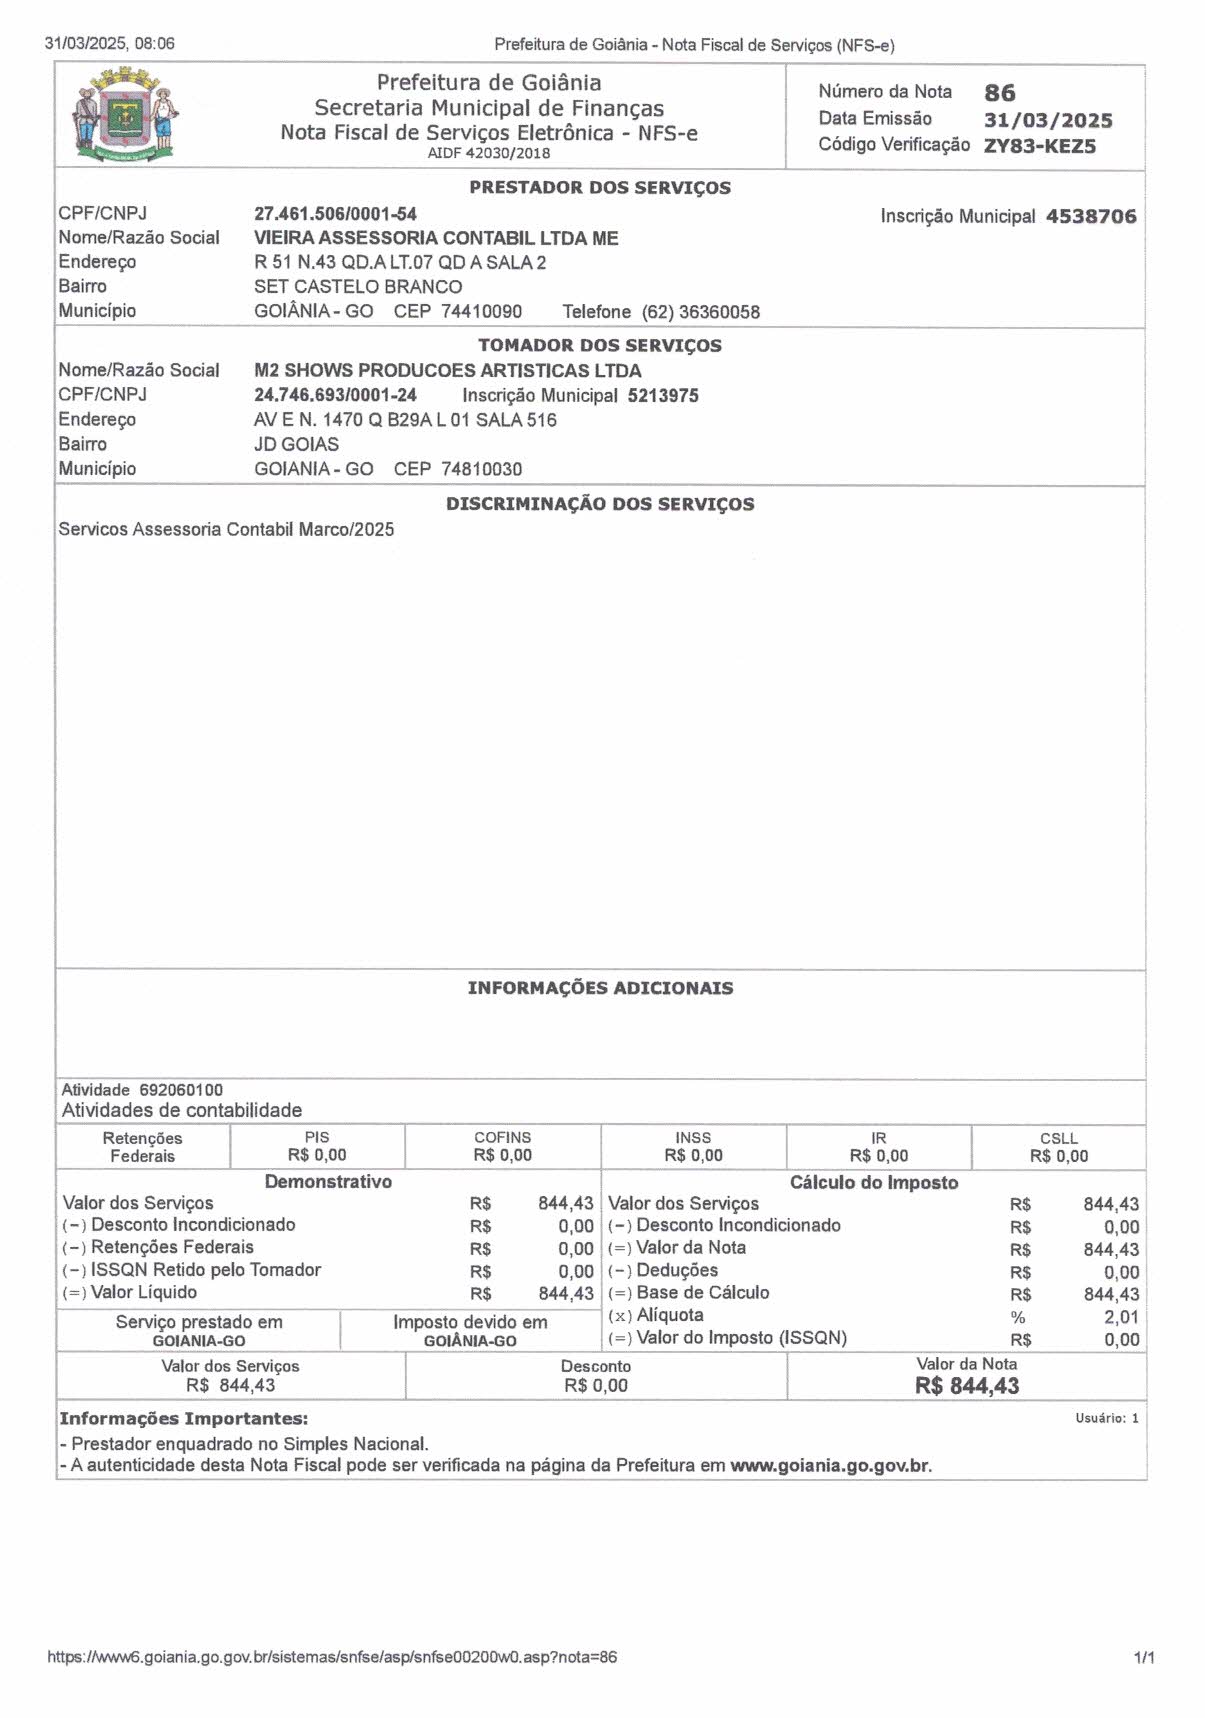 31/03/2025, 08:06 Prefeitura de Goiânia - Nota Fiscal de Serviços (NFS-e)
Prefeitura de Goiânia
Secretaria Municipal de Finanças
Nota Fiscal de Serviços Eletrônica - NFS-e
AIDF 42030/2018
Número da Nota 86
Data Emissão 31/03/2025
Código Verificação ZY83-KEZ5
PRESTADOR DOS SERVIÇOS
CPF/CNPJ 27.461.506/0001-54 Inscrição Municipal 4538706
Nome/Razão Social VIEIRA ASSESSORIA CONTABIL LTDA ME
Endereço R 51 N.43 QD.A LT.07 QD A SALA 2
Bairro SET CASTELO BRANCO
Município GOIÂNIA - GO CEP 74410090 Telefone (62) 36360058
TOMADOR DOS SERVIÇOS
Nome/Razão Social M2 SHOWS PRODUCOES ARTISTICAS LTDA
CPF/CNPJ 24.746.693/0001-24 Inscrição Municipal 5213975
Endereço AV E N. 1470 Q B29A L 01 SALA 516
Bairro JD GOIAS
Município GOIANIA - GO CEP 74810030
DISCRIMINAÇÃO DOS SERVIÇOS
Servicos Assessoria Contabil Marco/2025
INFORMAÇÕES ADICIONAIS
Atividade 692060100
Atividades de contabilidade
Retenções PIS COFINS INSS IR CSLL
Federais R$ 0,00 R$ 0,00 R$ 0,00 R$ 0,00 R$ 0,00
Demonstrativo Cálculo do Imposto
Valor dos Serviços R$ 844,43 Valor dos Serviços R$ 844,43
(-) Desconto Incondicionado R$ 0,00 (-) Desconto Incondicionado R$ 0,00
(-) Retenções Federais R$ 0,00 (=) Valor da Nota R$ 844,43
(-) ISSQN Retido pelo Tomador R$ 0,00 (-) Deduções R$ 0,00
(=) Valor Líquido R$ 844,43 (=) Base de Cálculo R$ 844,43
Serviço prestado em Imposto devido em (x) Alíquota % 2,01
GOIANIA-GO GOIÂNIA-GO (=) Valor do Imposto (ISSQN) R$ 0,00
Valor dos Serviços Desconto Valor da Nota
R$ 844,43 R$ 0,00 R$ 844,43
Informações Importantes: Usuário: 1
- Prestador enquadrado no Simples Nacional.
- A autenticidade desta Nota Fiscal pode ser verificada na página da Prefeitura em www.goiania.go.gov.br.
https://www6.goiania.go.gov.br/sistemas/snfse/asp/snfse00200w0.asp?nota=86 1/1